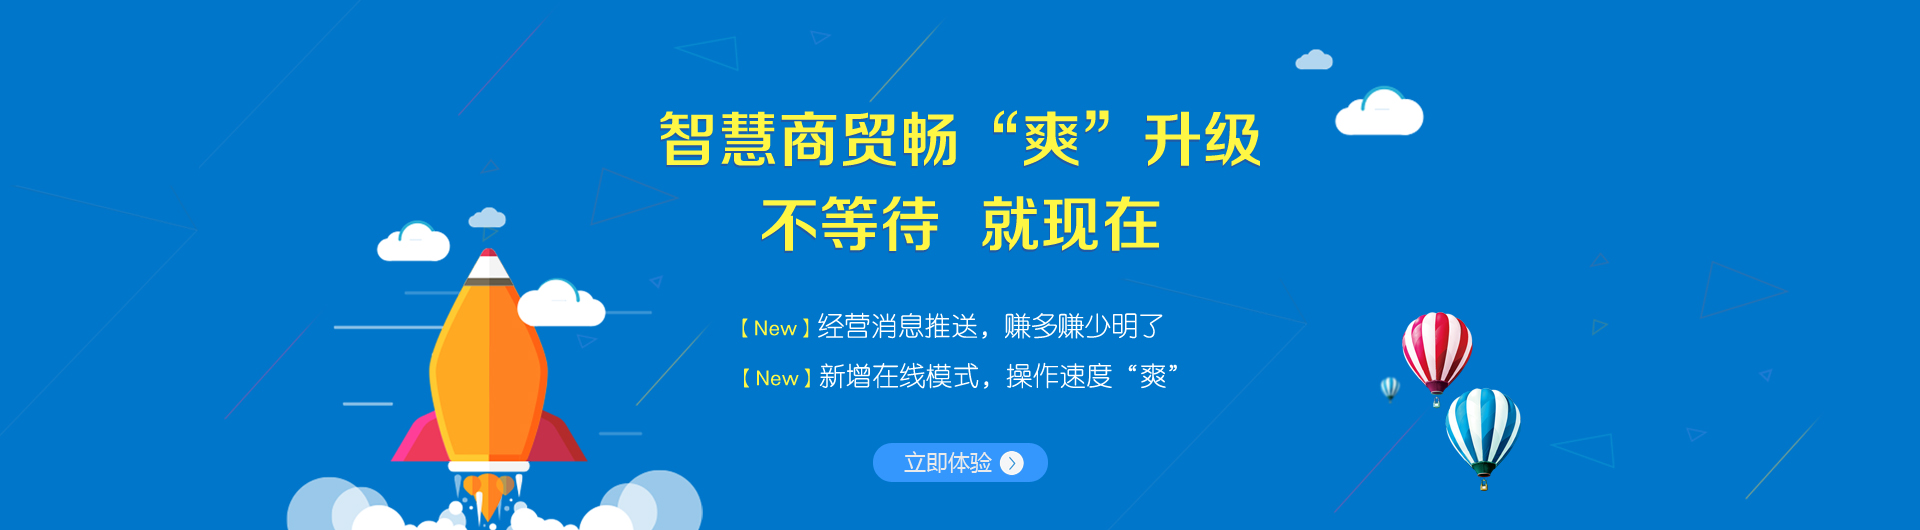 智慧商贸畅“爽”升级
不等待 就现在
【New】经营消息推送，赚多赚少明了
【New】新增在线模式，操作速度“爽”
立即体验